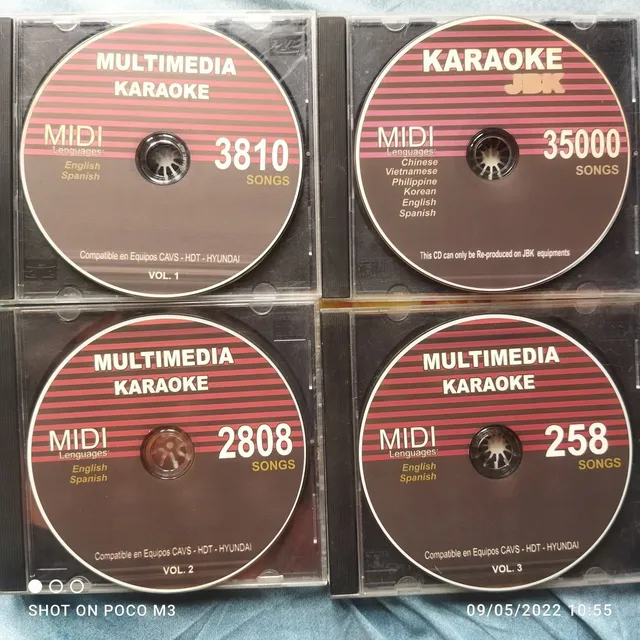 MULTIMEDIA
KARAOKE
MIDI
Lenguages:
English
Spanish
3810
SONGS
Compatible en Equipos CAVS - HDT - HYUNDAI
VOL. 1
KARAOKE
JBK
MIDI
Lenguages:
Chinese
Vietnamese
Philippine
Korean
English
Spanish
35000
SONGS
This CD can only be Re-produced on JBK equipments
MULTIMEDIA
KARAOKE
MIDI
Lenguages:
English
Spanish
2808
SONGS
Compatible en Equipos CAVS - HDT - HYUNDAI
VOL. 2
MULTIMEDIA
KARAOKE
MIDI
Lenguages:
English
Spanish
258
SONGS
Compatible en Equipos CAVS - HDT - HYUNDAI
VOL. 3
SHOT ON POCO M3
09/05/2022 10:55